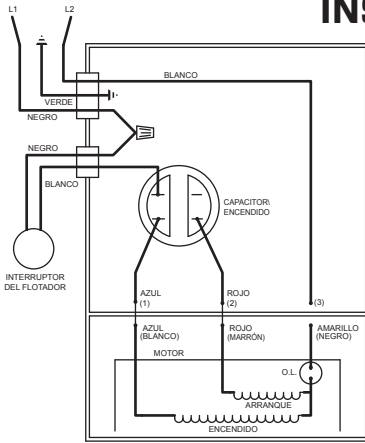 INS
L1
L2
BLANCO
VERDE
NEGRO
NEGRO
BLANCO
CAPACITOR\
ENCENDIDO
INTERRUPTOR
DEL FLOTADOR
AZUL
(1)
ROJO
(2)
(3)
AZUL
(BLANCO)
ROJO
(MARRÓN)
AMARILLO
(NEGRO)
MOTOR
O.L.
ARRANQUE
ENCENDIDO